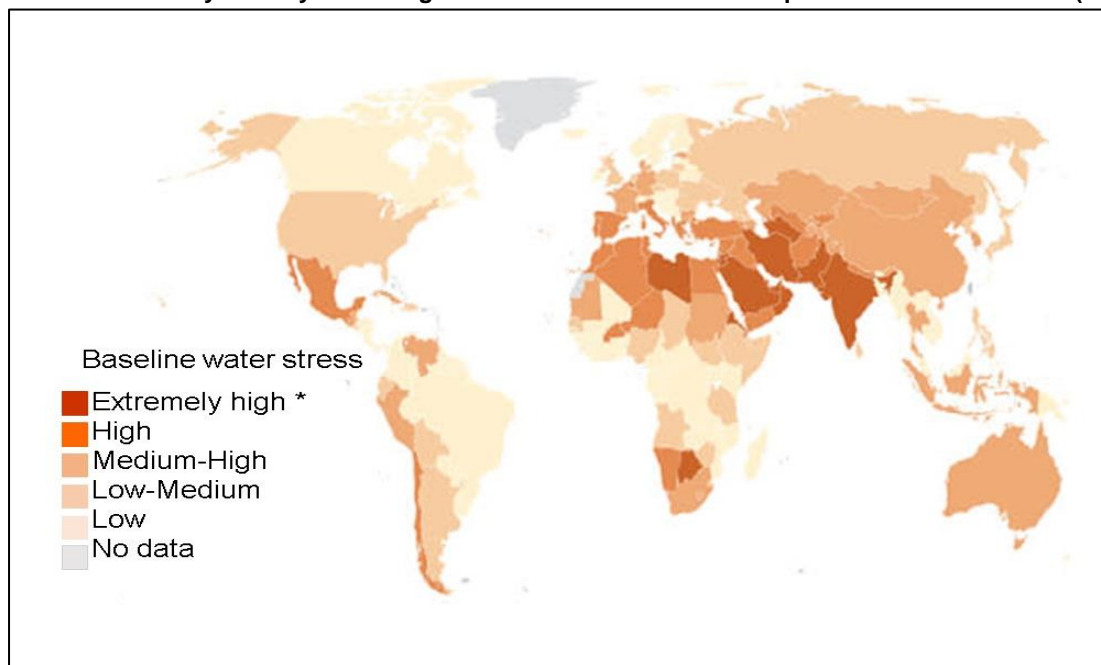 Baseline water stress
Extremely high *
High
Medium-High
Low-Medium
Low
No data